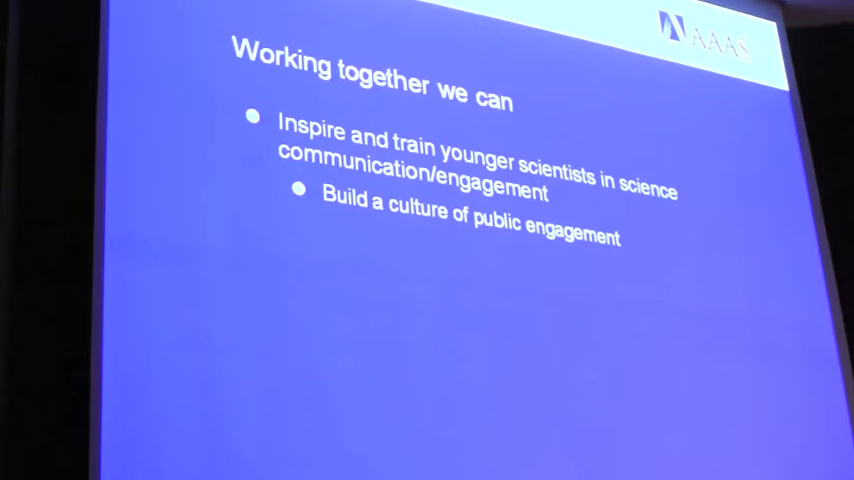 AAAS
Working together we can
Inspire and train younger scientists in science
communication/engagement
Build a culture of public engagement